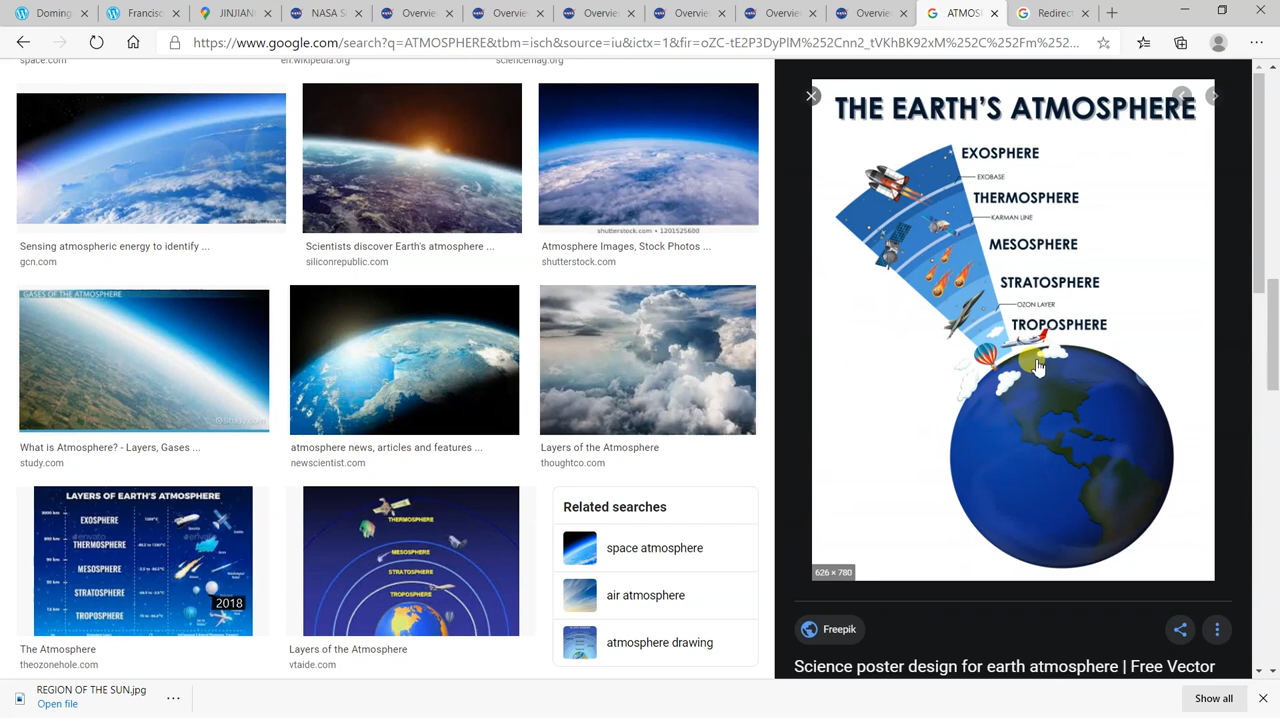 Doming
Francisc
JINJIAN
NASA S
Overvie
Overvie
Overvie
Overvie
Overvie
Overvie
ATMOS
Redirect
https://www.google.com/search?q=ATMOSPHERE&tbm=isch&source=iu&ictx=1&fir=oZC-tE2P3DyPlM%252Cnn2_tVKhBK92xM%252C%252Fm%252...
space.com
en.wikipedia.org
sciencemag.org
shutterstock.com • 1201525600
Sensing atmospheric energy to identify ...
gcn.com
Scientists discover Earth's atmosphere ...
siliconrepublic.com
Atmosphere Images, Stock Photos ...
shutterstock.com
GASES OF THE ATMOSPHERE
Study.com
What is Atmosphere? - Layers, Gases ...
study.com
atmosphere news, articles and features ...
newscientist.com
Layers of the Atmosphere
thoughtco.com
LAYERS OF EARTH'S ATMOSPHERE
EXOSPHERE
THERMOSPHERE
MESOSPHERE
STRATOSPHERE
TROPOSPHERE
2018
The Atmosphere
theozonehole.com
THERMOSPHERE
MESOSPHERE
STRATOSPHERE
TROPOSPHERE
Layers of the Atmosphere
vtaide.com
Related searches
space atmosphere
air atmosphere
atmosphere drawing
THE EARTH'S ATMOSPHERE
EXOSPHERE
EXOBASE
THERMOSPHERE
KARMAN LINE
MESOSPHERE
STRATOSPHERE
OZON LAYER
TROPOSPHERE
626 × 780
Freepik
Science poster design for earth atmosphere | Free Vector
REGION OF THE SUN.jpg
Open file
Show all